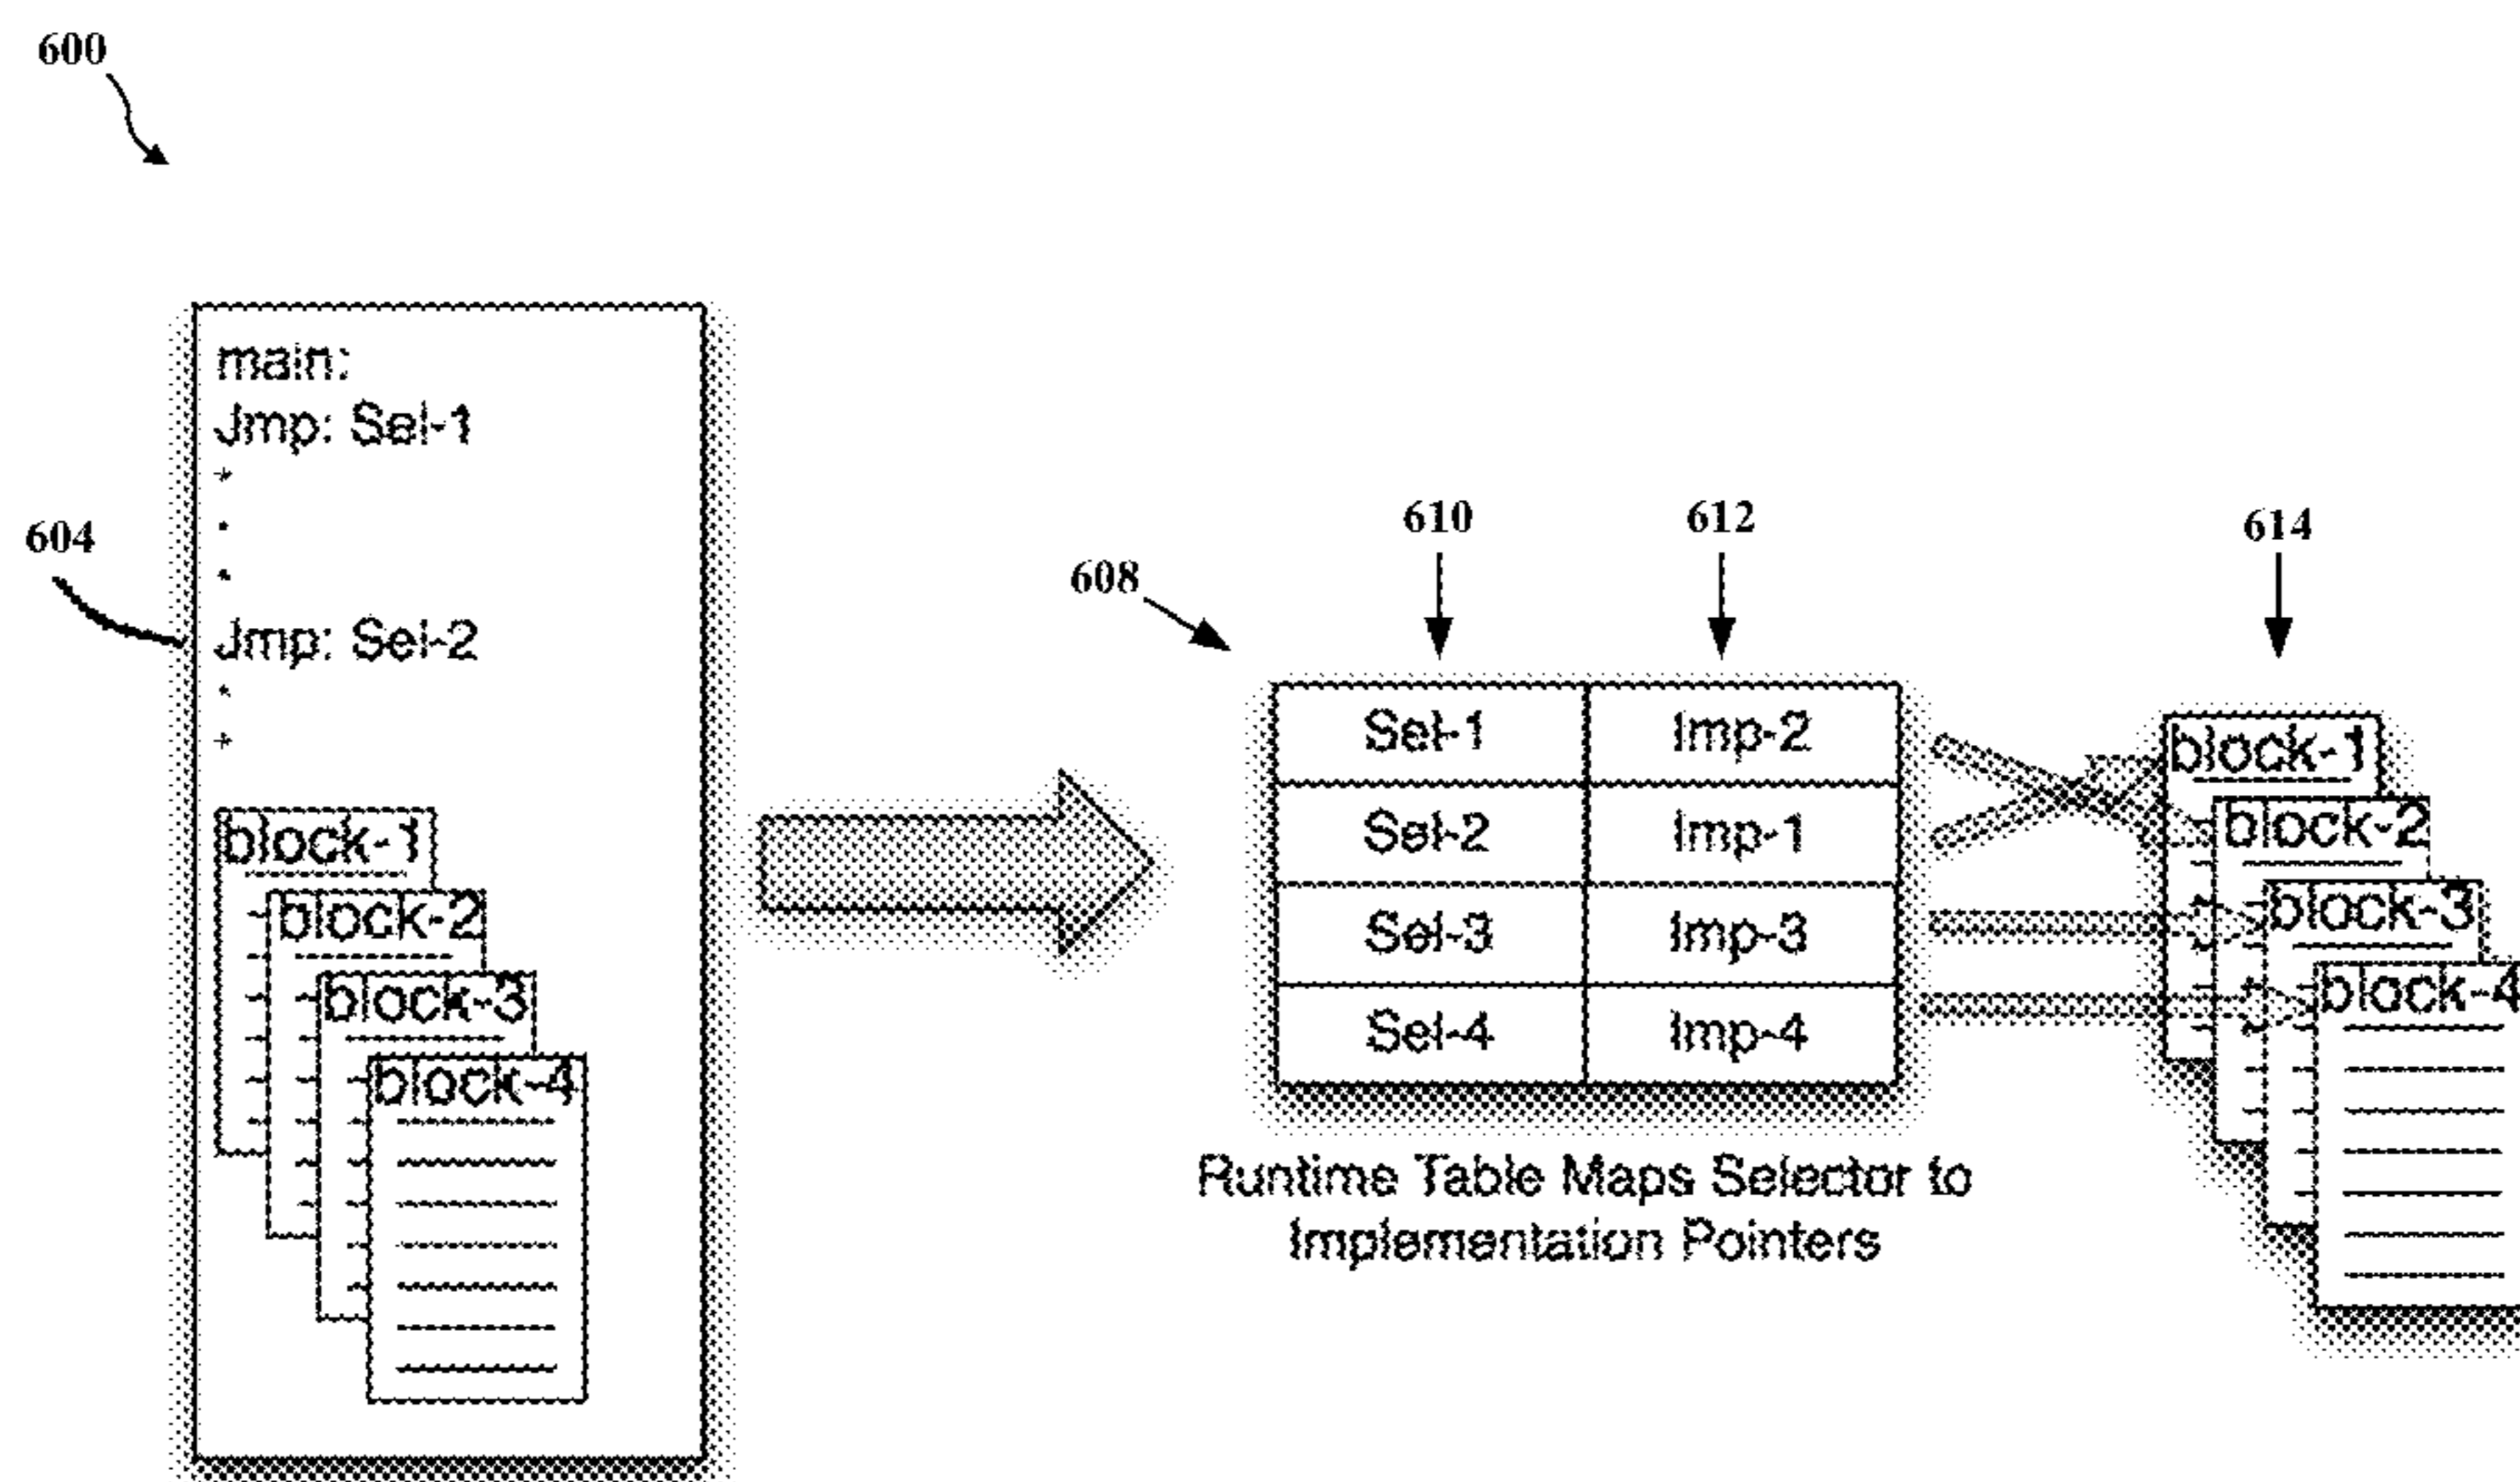 600
main:
Jmp: Sel-1
604
Jmp: Sel-2
block-1
block-2
block-3
block-4
608
610
612
614
Sel-1 Imp-2
Sel-2 Imp-1
Sel-3 Imp-3
Sel-4 Imp-4
Runtime Table Maps Selector to
Implementation Pointers
block-1
block-2
block-3
block-4